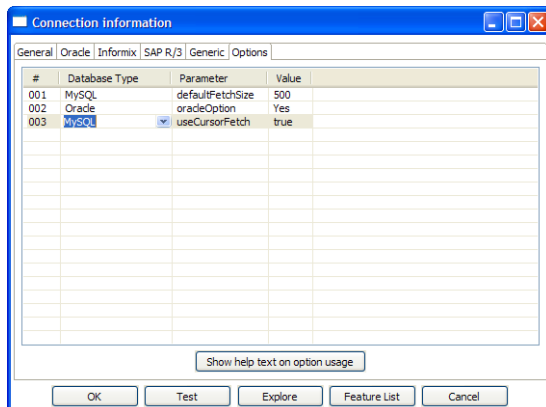 Connection information
General Oracle Informix SAP R/3 Generic Options
# Database Type Parameter Value
001 MySQL defaultFetchSize 500
002 Oracle oracleOption Yes
003 MySQL useCursorFetch true
Show help text on option usage
OK Test Explore Feature List Cancel